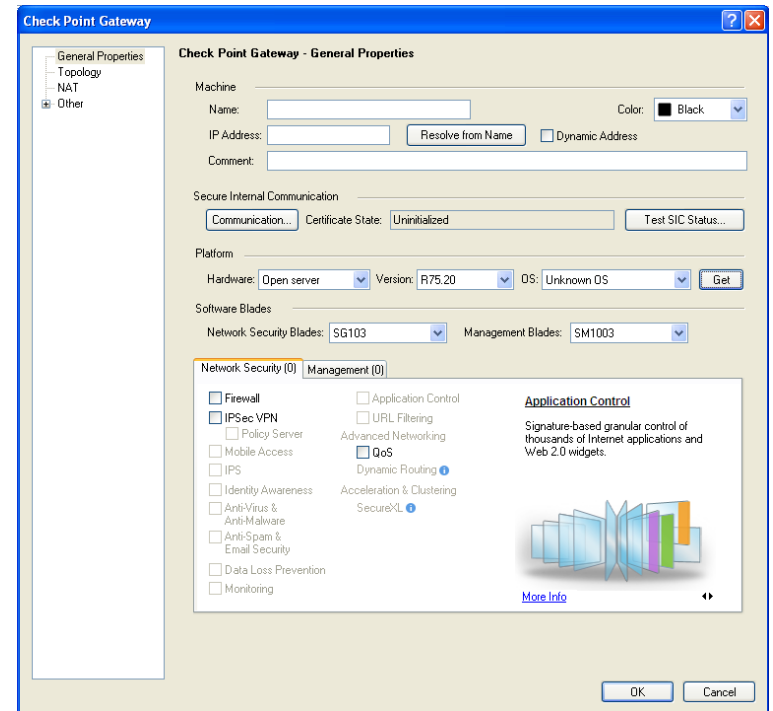 Check Point Gateway
General Properties
Topology
NAT
Other
Check Point Gateway - General Properties
Machine
Name:
Color: Black
IP Address: Resolve from Name Dynamic Address
Comment:
Secure Internal Communication
Communication... Certificate State: Uninitialized Test SIC Status...
Platform
Hardware: Open server Version: R75.20 OS: Unknown OS Get
Software Blades
Network Security Blades: SG103 Management Blades: SM1003
Network Security (0) Management (0)
Firewall
IPSec VPN
Policy Server
Mobile Access
IPS
Identity Awareness
Anti-Virus &
Anti-Malware
Anti-Spam &
Email Security
Data Loss Prevention
Monitoring
Application Control
URL Filtering
Advanced Networking
QoS
Dynamic Routing
Acceleration & Clustering
SecureXL
Application Control
Signature-based granular control of
thousands of Internet applications and
Web 2.0 widgets.
More Info
OK Cancel